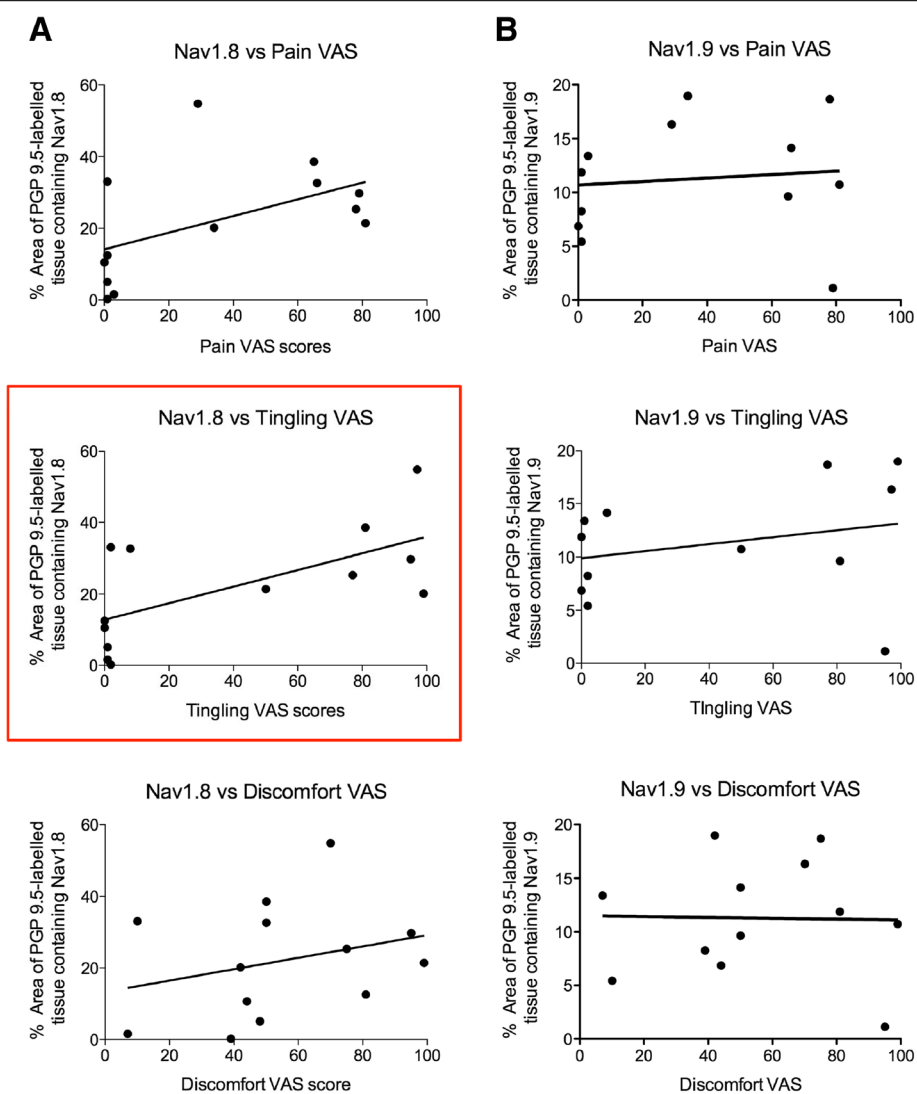 A
B
Nav1.8 vs Pain VAS
% Area of PGP 9.5-labelled
tissue containing Nav1.8
60
40
20
0
0 20 40 60 80 100
Pain VAS scores
Nav1.9 vs Pain VAS
% Area of PGP 9.5-labelled
tissue containing Nav1.9
20
15
10
5
0
0 20 40 60 80 100
Pain VAS
Nav1.8 vs Tingling VAS
% Area of PGP 9.5-labelled
tissue containing Nav1.8
60
40
20
0
0 20 40 60 80 100
Tingling VAS scores
Nav1.9 vs Tingling VAS
% Area of PGP 9.5-labelled
tissue containing Nav1.9
20
15
10
5
0
0 20 40 60 80 100
TIngling VAS
Nav1.8 vs Discomfort VAS
% Area of PGP 9.5-labelled
tissue containing Nav1.8
60
40
20
0
0 20 40 60 80 100
Discomfort VAS score
Nav1.9 vs Discomfort VAS
% Area of PGP 9.5-labelled
tissue containing Nav1.9
20
15
10
5
0
0 20 40 60 80 100
Discomfort VAS